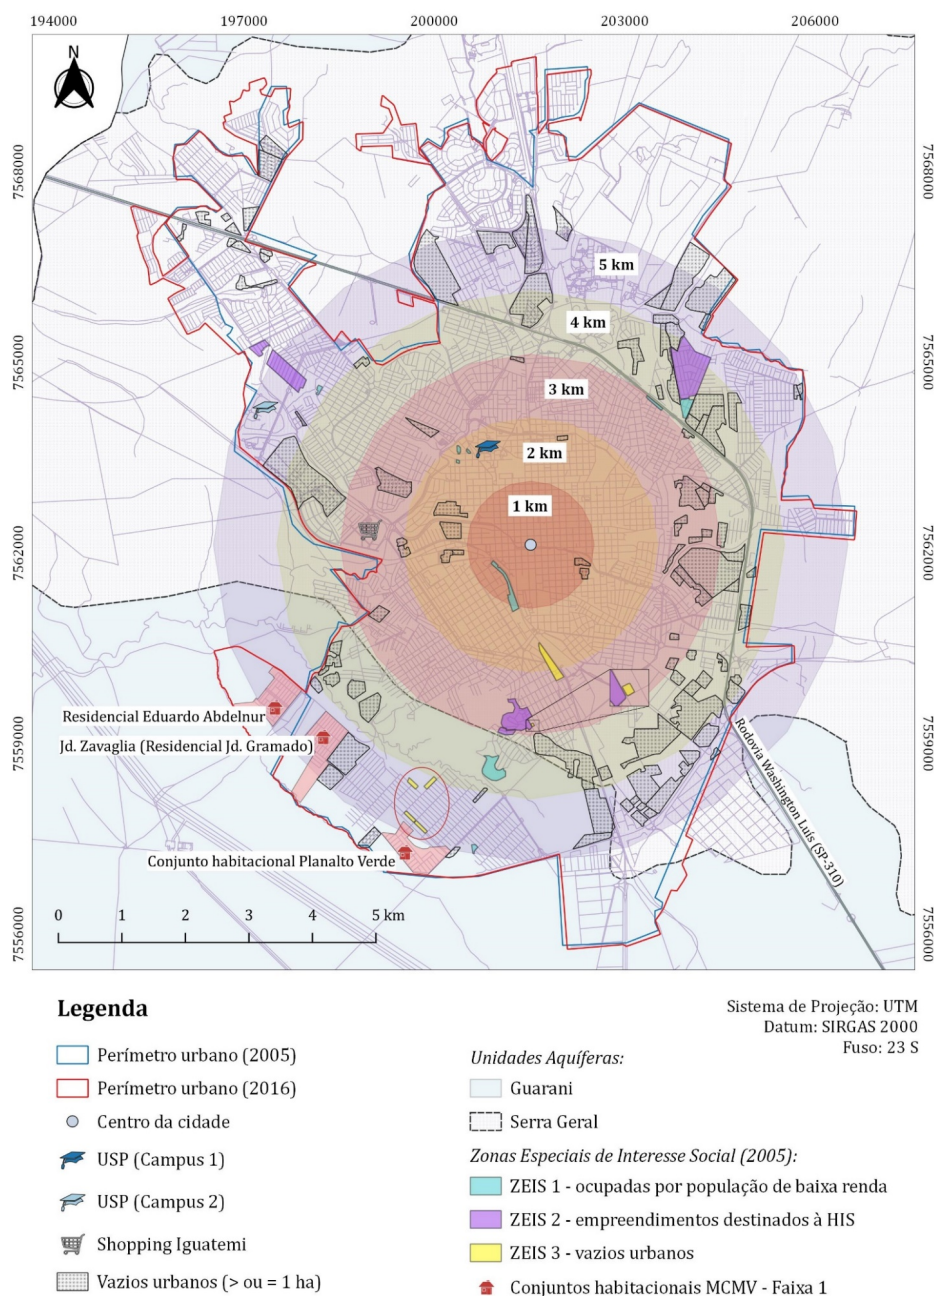 194000 197000 200000 203000 206000
N
7568000 7568000
5 km
4 km
7565000 7565000
3 km
2 km
1 km
7562000 7562000
Residencial Eduardo Abdelnur
Jd. Zavaglia (Residencial Jd. Gramado)
7559000 7559000
Rodovia Washington Luís (SP-310)
Conjunto habitacional Planalto Verde
0 1 2 3 4 5 km
7556000 7556000
Legenda
Perímetro urbano (2005)
Perímetro urbano (2016)
Centro da cidade
USP (Campus 1)
USP (Campus 2)
Shopping Iguatemi
Vazios urbanos (> ou = 1 ha)
Sistema de Projeção: UTM
Datum: SIRGAS 2000
Fuso: 23 S
Unidades Aquíferas:
Guarani
Serra Geral
Zonas Especiais de Interesse Social (2005):
ZEIS 1 - ocupadas por população de baixa renda
ZEIS 2 - empreendimentos destinados à HIS
ZEIS 3 - vazios urbanos
Conjuntos habitacionais MCMV - Faixa 1